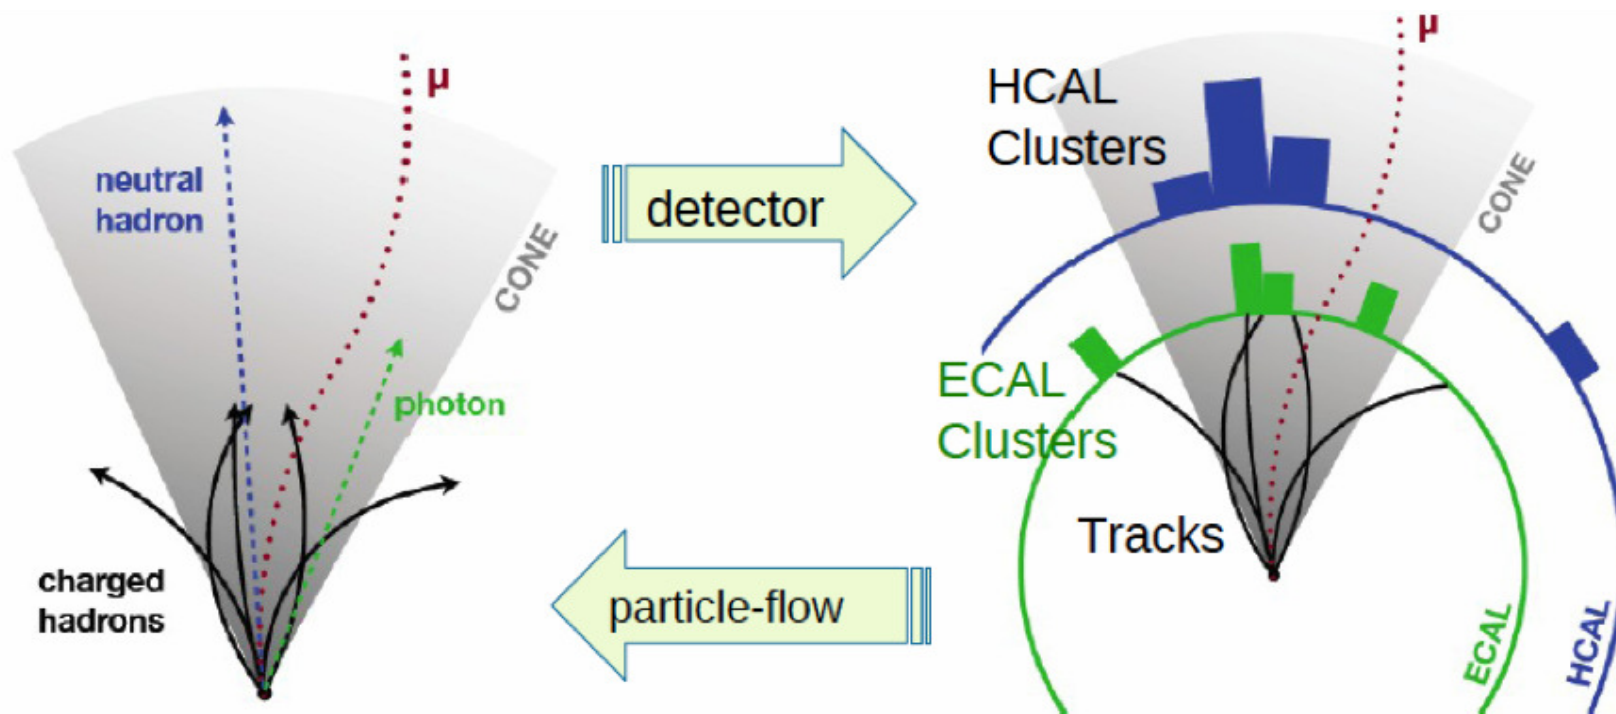 μ
neutral
hadron
CONE
photon
charged
hadrons
detector
particle-flow
μ
HCAL
Clusters
CONE
ECAL
Clusters
Tracks
ECAL
HCAL